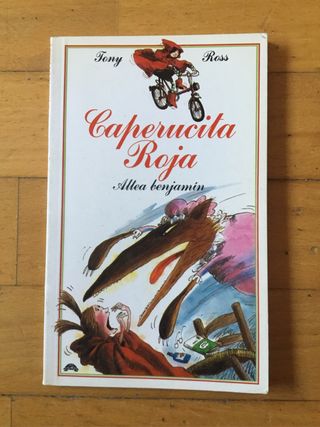 Tony Ross
Caperucita
Roja
Altea benjamín